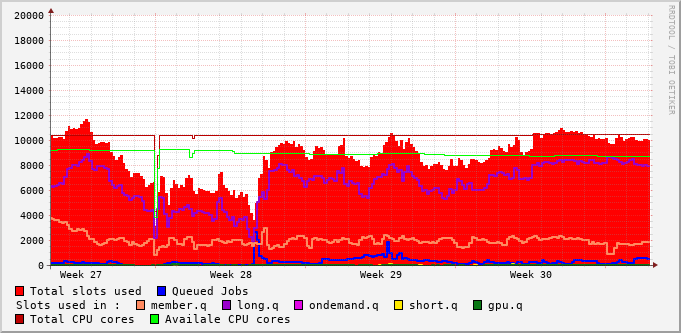 RRDTOOL / TOBI OETIKER
20000
18000
16000
14000
12000
10000
8000
6000
4000
2000
0
Week 27 Week 28 Week 29 Week 30
Total slots used Queued Jobs
Slots used in : member.q long.q ondemand.q short.q gpu.q
Total CPU cores Availale CPU cores